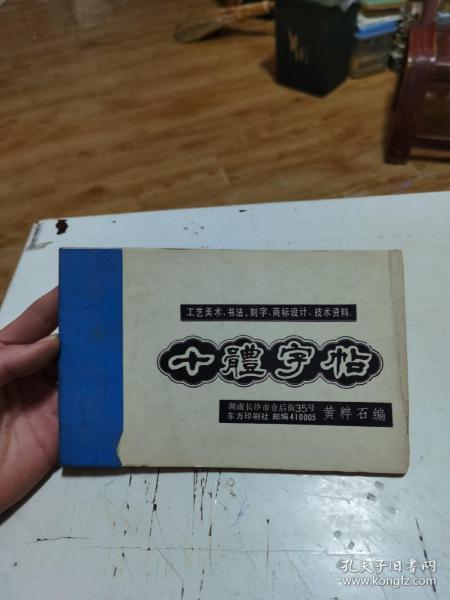 工艺美术、书法、刻字、商标设计、技术资料。
十體字帖
湖南长沙市仓后街35号
东方印刷社 邮编410005
黄粹石编
孔夫子旧书网
www.kongfz.com